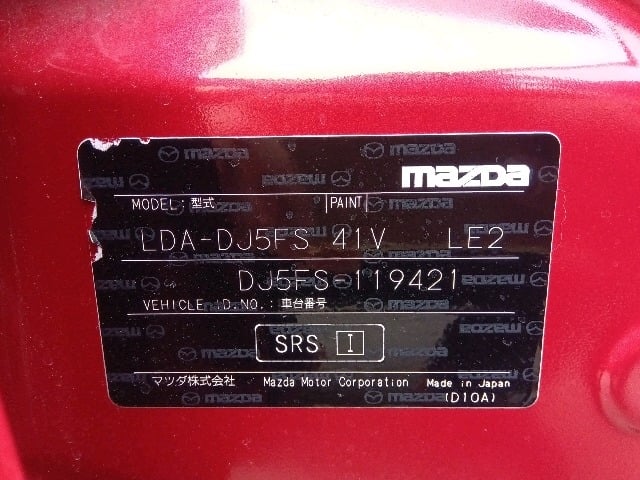 mazda
MODEL: 型式 PAINT
LDA-DJ5FS 41V LE2
DJ5FS-119421
VEHICLE I.D.NO.: 車台番号
SRS I
マツダ株式会社 Mazda Motor Corporation Made in Japan
(D10A)